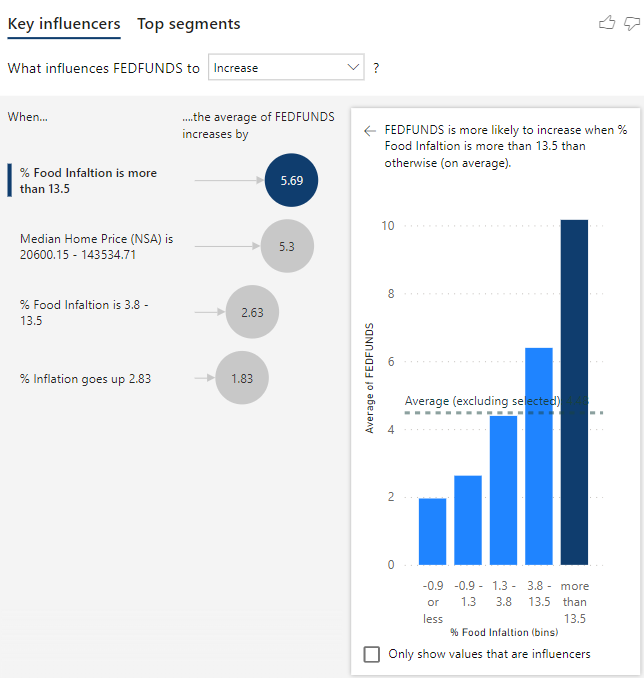 Key influencers Top segments
What influences FEDFUNDS to Increase ?
When...
....the average of FEDFUNDS
increases by
% Food Infaltion is more
than 13.5
5.69
Median Home Price (NSA) is
20600.15 - 143534.71
5.3
% Food Infaltion is 3.8 -
13.5
2.63
% Inflation goes up 2.83
1.83
FEDFUNDS is more likely to increase when %
Food Infaltion is more than 13.5 than
otherwise (on average).
Average of FEDFUNDS
10
8
6
4
2
0
Average (excluding selected)
-0.9
or
less
-0.9 -
1.3
1.3 -
3.8
3.8 -
13.5
more
than
13.5
% Food Infaltion (bins)
Only show values that are influencers